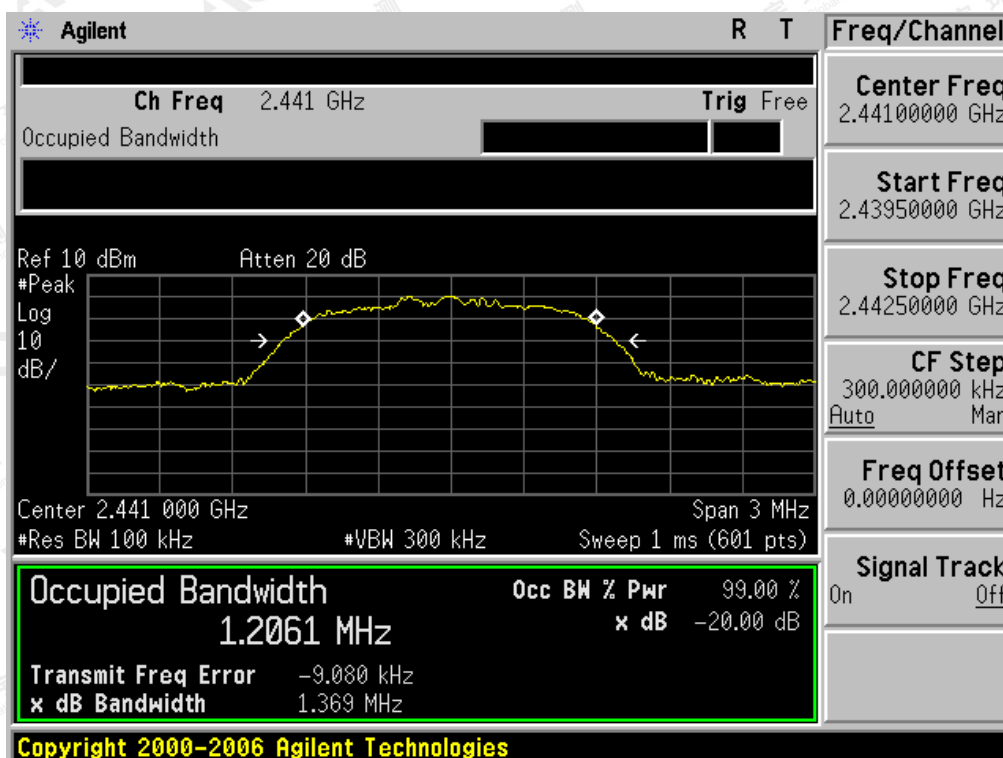 Agilent R T Freq/Channel
Ch Freq 2.441 GHz Trig Free
Occupied Bandwidth
Center Freq
2.44100000 GHz
Start Freq
2.43950000 GHz
Stop Freq
2.44250000 GHz
CF Step
300.000000 kHz
Auto Man
Freq Offset
0.00000000 Hz
Signal Track
On Off
Ref 10 dBm Atten 20 dB
#Peak
Log
10
dB/
Center 2.441 000 GHz Span 3 MHz
#Res BW 100 kHz #VBW 300 kHz Sweep 1 ms (601 pts)
Occupied Bandwidth Occ BW % Pwr 99.00 %
1.2061 MHz x dB -20.00 dB
Transmit Freq Error -9.080 kHz
x dB Bandwidth 1.369 MHz
Copyright 2000-2006 Agilent Technologies